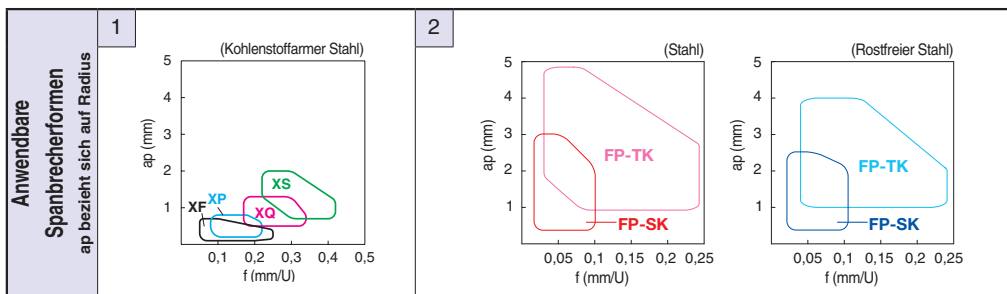 Anwendbare
Spanbrecherformen
ap bezieht sich auf Radius
1
(Kohlenstoffarmer Stahl)
ap (mm)
5
4
3
2
1
XS
XP
XF
XQ
0,1 0,2 0,3 0,4 0,5
f (mm/U)
2
(Stahl)
ap (mm)
5
4
3
2
1
FP-TK
FP-SK
0,05 0,1 0,15 0,2 0,25
f (mm/U)
(Rostfreier Stahl)
ap (mm)
5
4
3
2
1
FP-TK
FP-SK
0,05 0,1 0,15 0,2 0,25
f (mm/U)